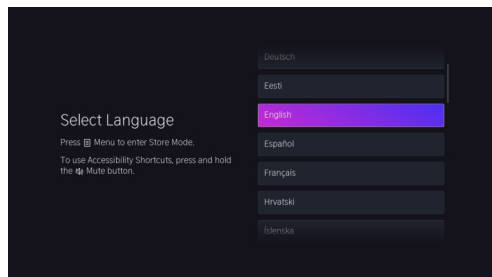 Select Language
Press Menu to enter Store Mode.
To use Accessibility Shortcuts, press and hold
the Mute button.
Deutsch
Eesti
English
Español
Français
Hrvatski
Íslenska